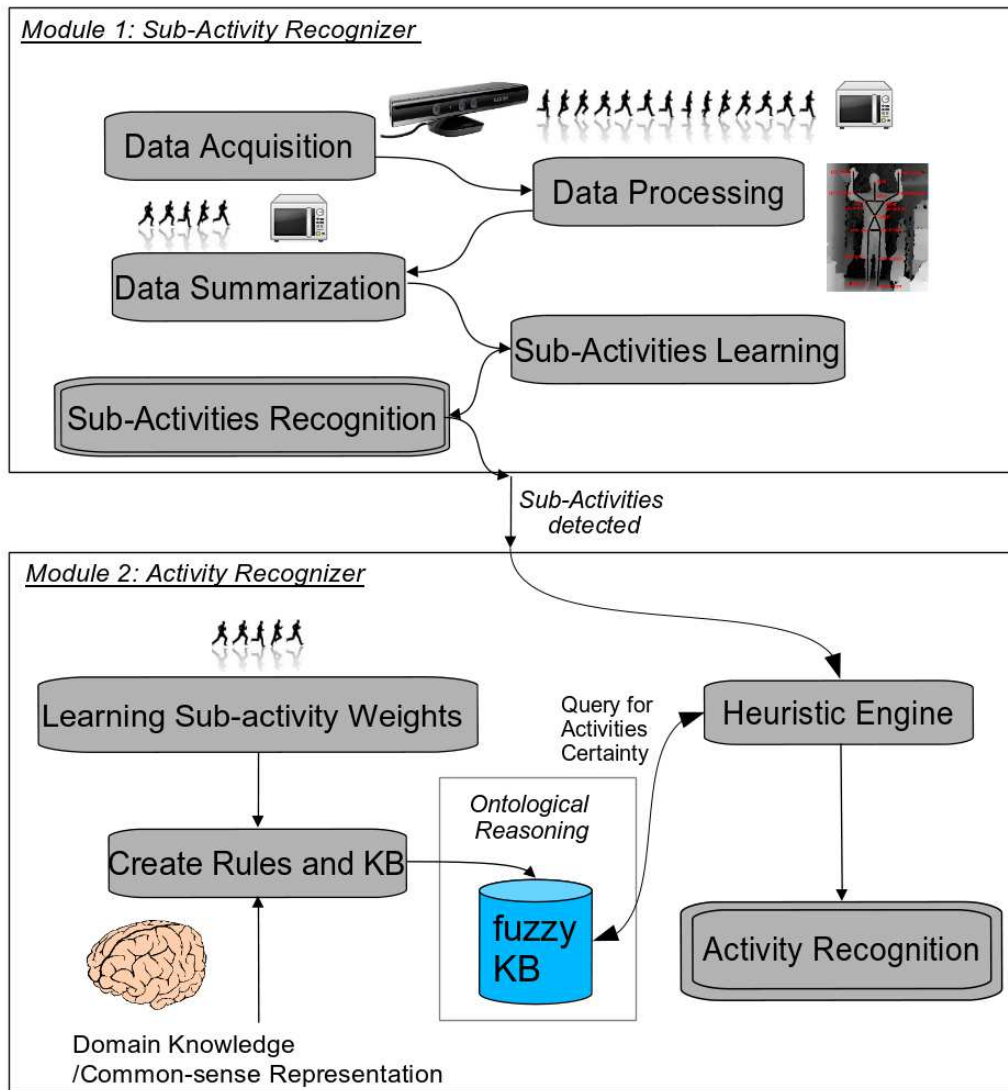 Module 1: Sub-Activity Recognizer
Data Acquisition
Data Processing
Data Summarization
Sub-Activities Learning
Sub-Activities Recognition
Sub-Activities
detected
Module 2: Activity Recognizer
Learning Sub-activity Weights
Query for
Activities
Certainty
Heuristic Engine
Ontological
Reasoning
Create Rules and KB
fuzzy
KB
Activity Recognition
Domain Knowledge
/Common-sense Representation